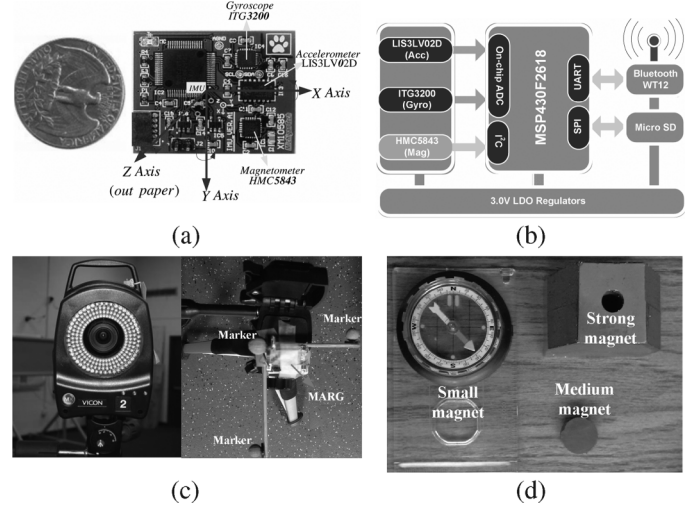 Gyroscope
ITG3200
Accelerometer
LIS3LV02D
IMU
X Axis
Z Axis
(out paper)
Y Axis
Magnetometer
HMC5843
(a)
LIS3LV02D
(Acc)
ITG3200
(Gyro)
HMC5843
(Mag)
On-chip ADC
I²C
MSP430F2618
UART
SPI
Bluetooth
WT12
Micro SD
3.0V LDO Regulators
(b)
VICON
2
Marker
Marker
MARG
Marker
(c)
Strong
magnet
Small
magnet
Medium
magnet
(d)